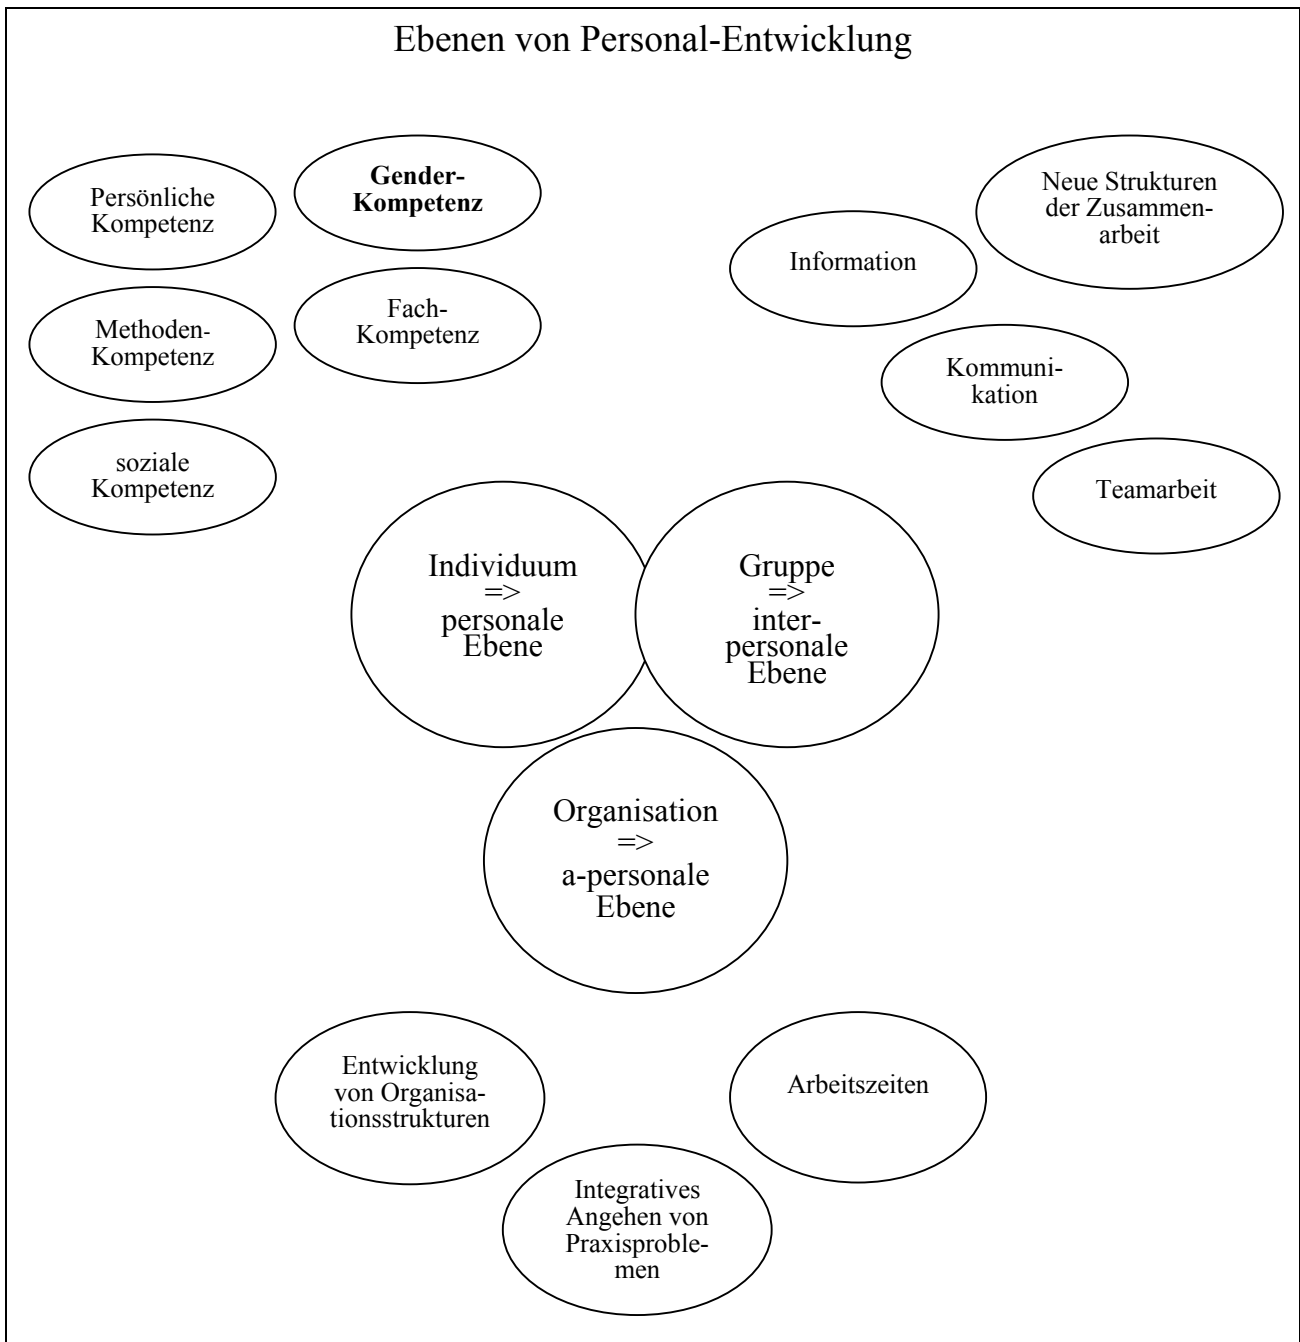 Ebenen von Personal-Entwicklung
Persönliche
Kompetenz
Gender-
Kompetenz
Methoden-
Kompetenz
Fach-
Kompetenz
soziale
Kompetenz
Neue Strukturen
der Zusammen-
arbeit
Information
Kommuni-
kation
Teamarbeit
Individuum
=>
personale
Ebene
Gruppe
=>
inter-
personale
Ebene
Organisation
=>
a-personale
Ebene
Entwicklung
von Organisa-
tionsstrukturen
Arbeitszeiten
Integratives
Angehen von
Praxisproble-
men